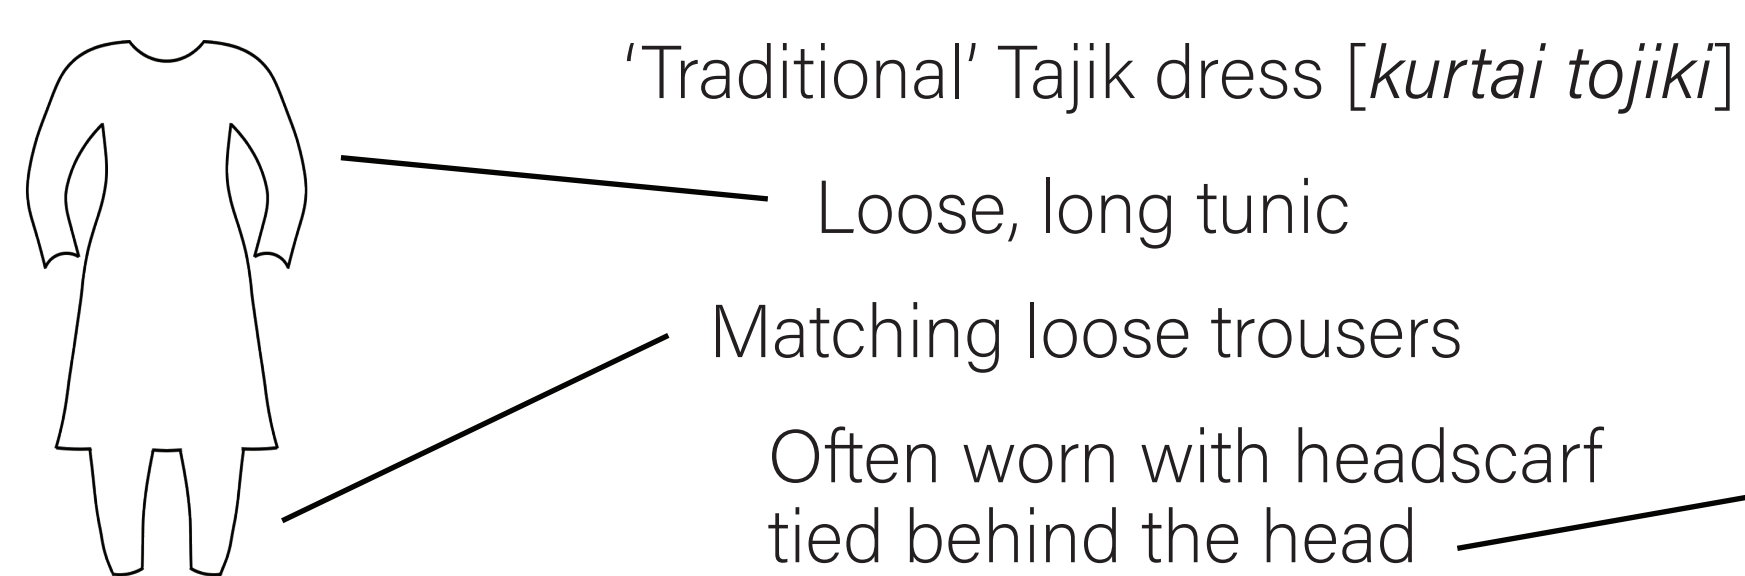 ‘Traditional’ Tajik dress [kurtai tojiki]
Loose, long tunic
Matching loose trousers
Often worn with headscarf
tied behind the head